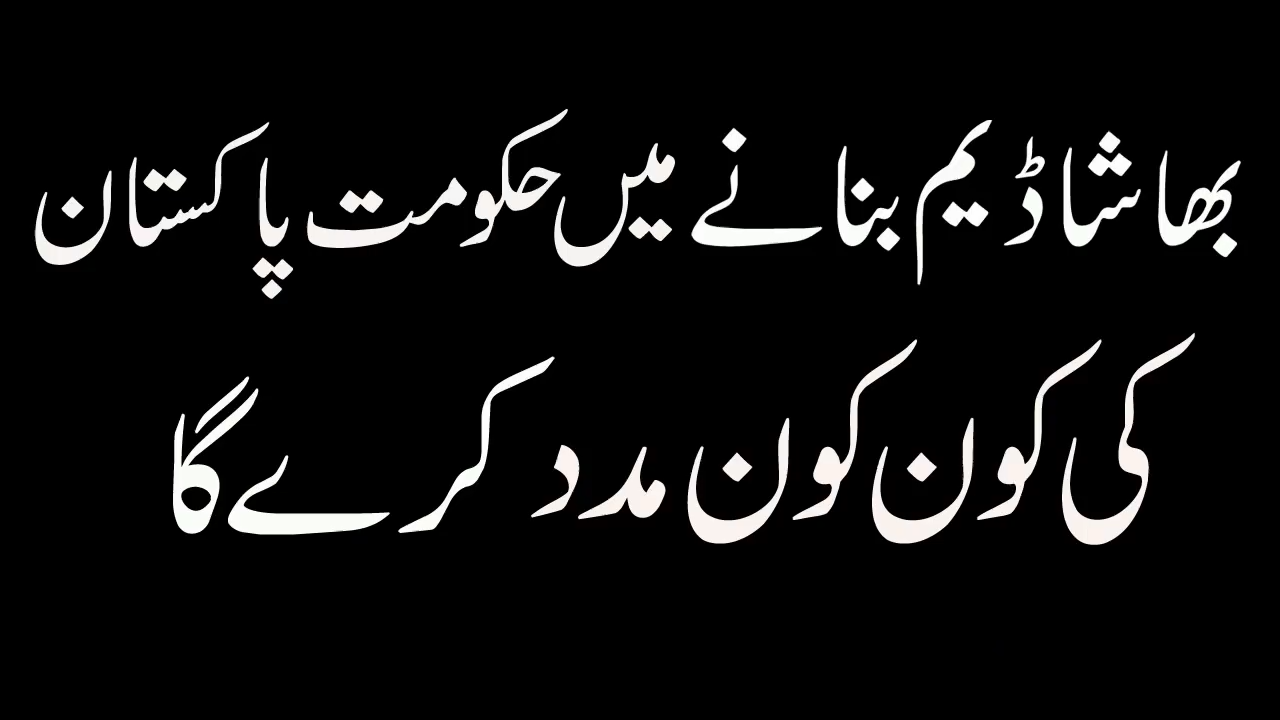 بھاشا ڈیم بنانے میں حکومت پاکستان
کی کون کون مدد کرے گا